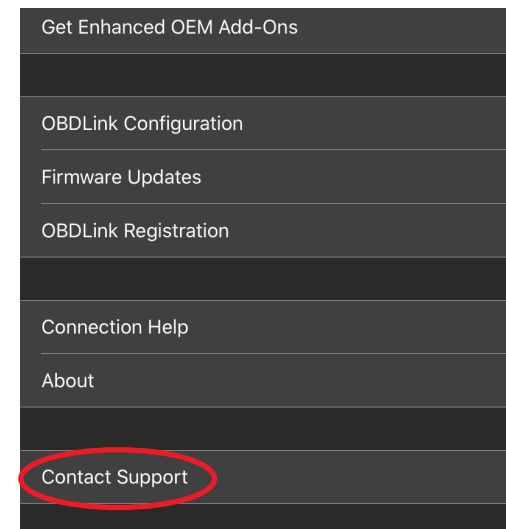 Get Enhanced OEM Add-Ons
OBDLink Configuration
Firmware Updates
OBDLink Registration
Connection Help
About
Contact Support